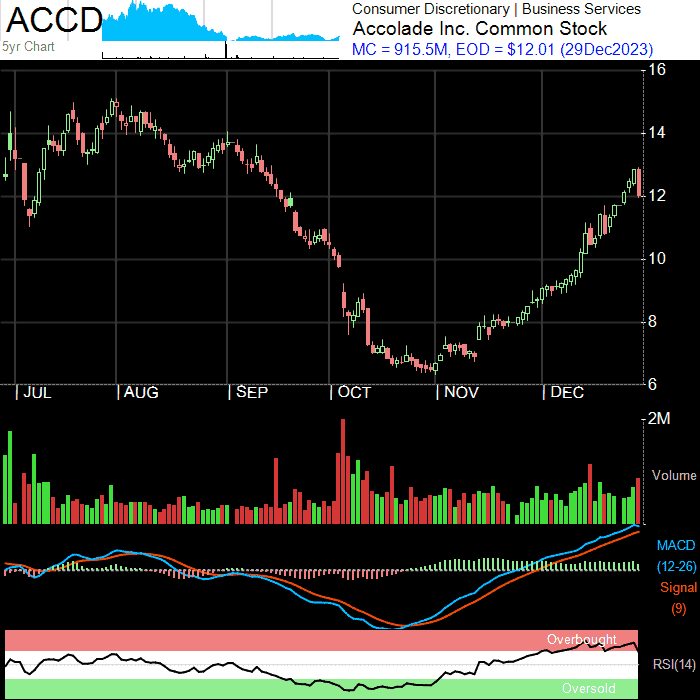 ACCD
5yr Chart
Consumer Discretionary | Business Services
Accolade Inc. Common Stock
MC = 915.5M, EOD = $12.01 (29Dec2023)
16
14
12
10
8
6
JUL AUG SEP OCT NOV DEC
2M
Volume
MACD
(12-26)
Signal
(9)
Overbought
RSI(14)
Oversold